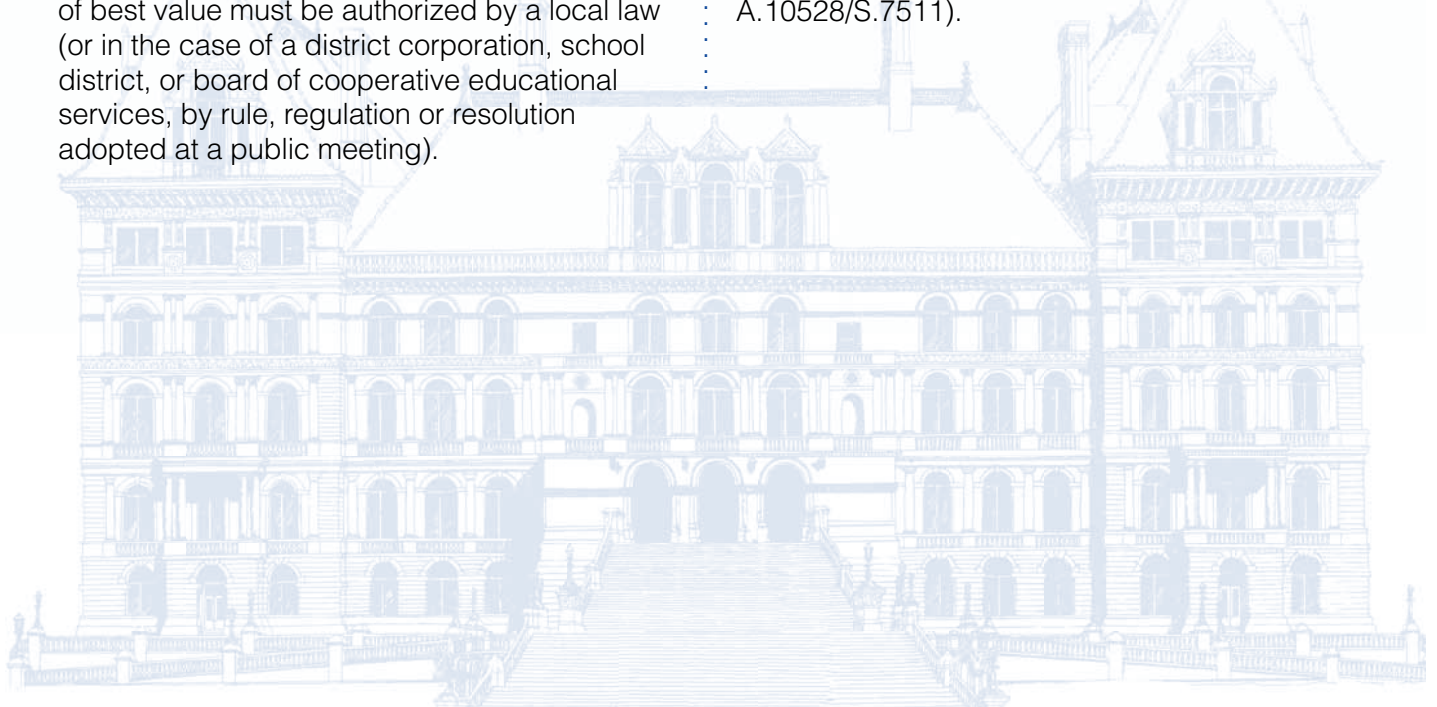 of best value must be authorized by a local law
(or in the case of a district corporation, school
district, or board of cooperative educational
services, by rule, regulation or resolution
adopted at a public meeting).
A.10528/S.7511).